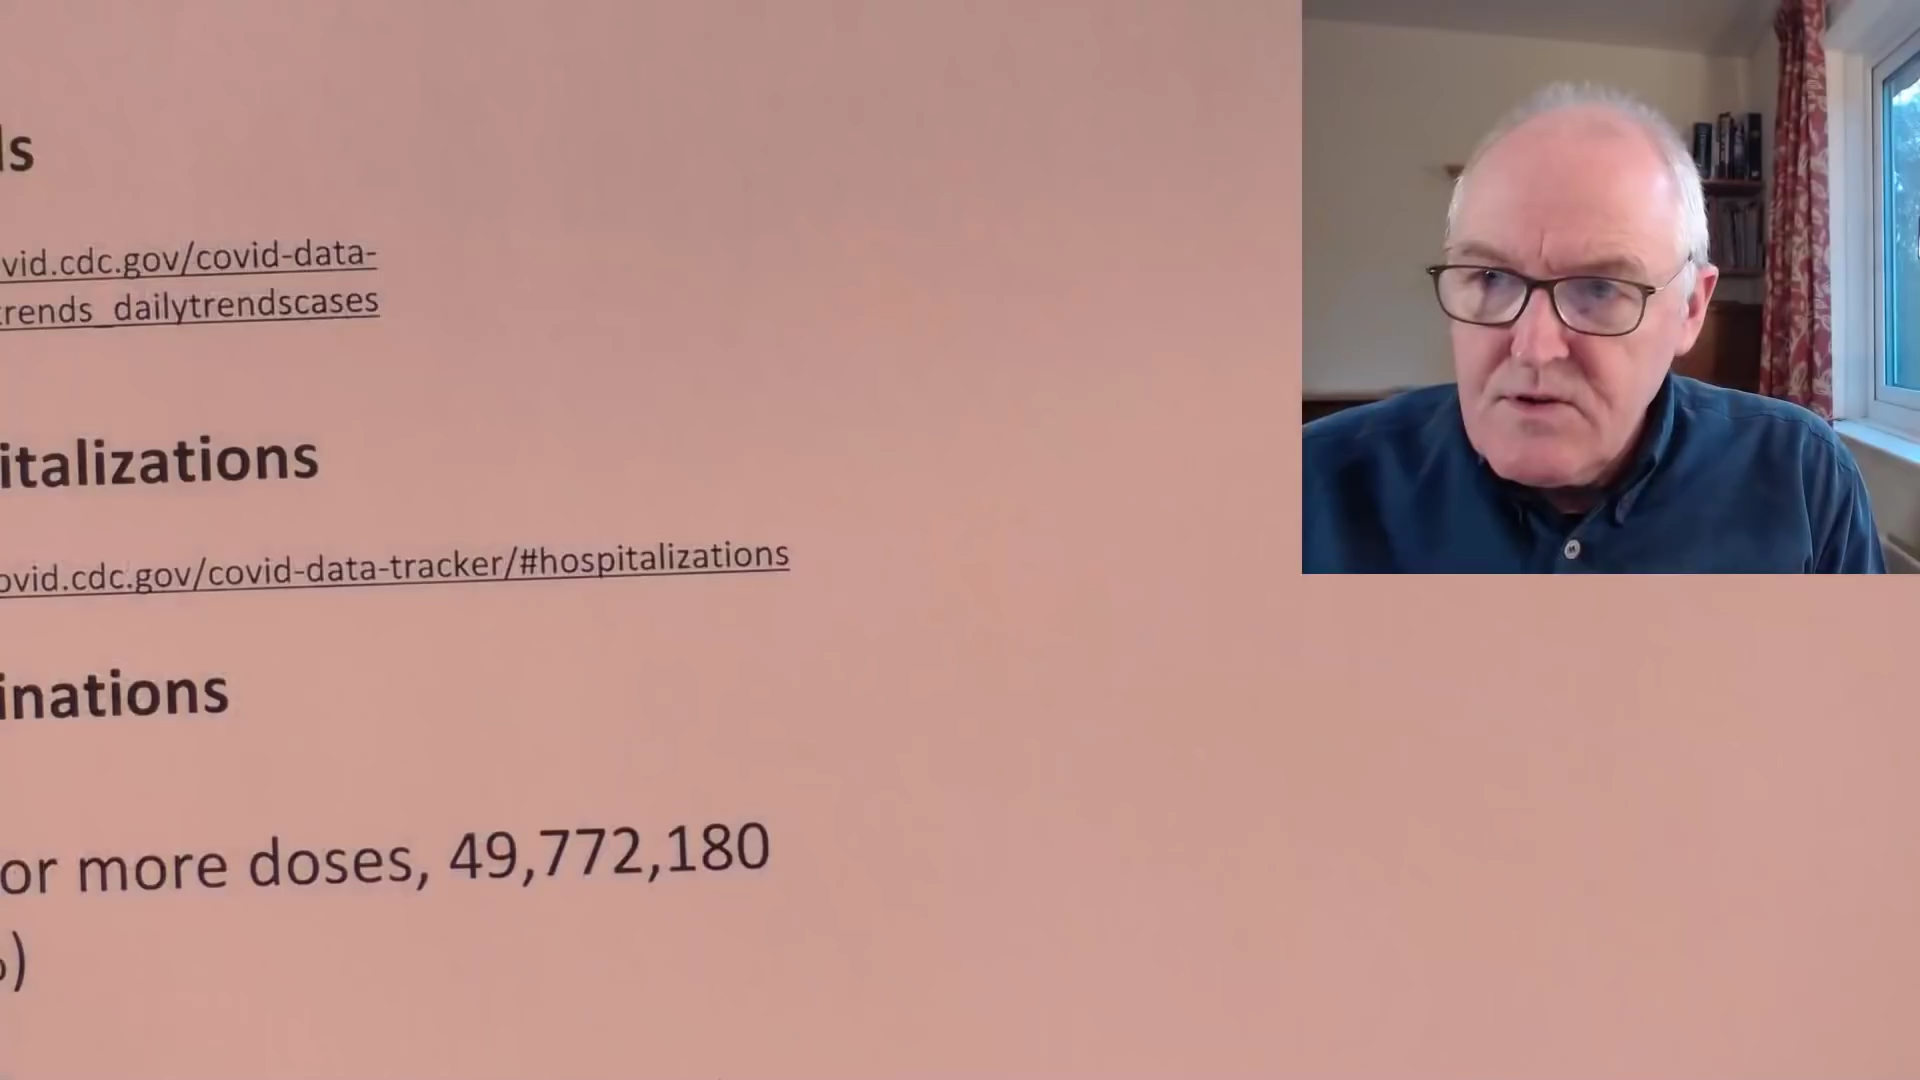 ls
vid.cdc.gov/covid-data-
trends_dailytrendscases
italizations
ovid.cdc.gov/covid-data-tracker/#hospitalizations
inations
or more doses, 49,772,180
)